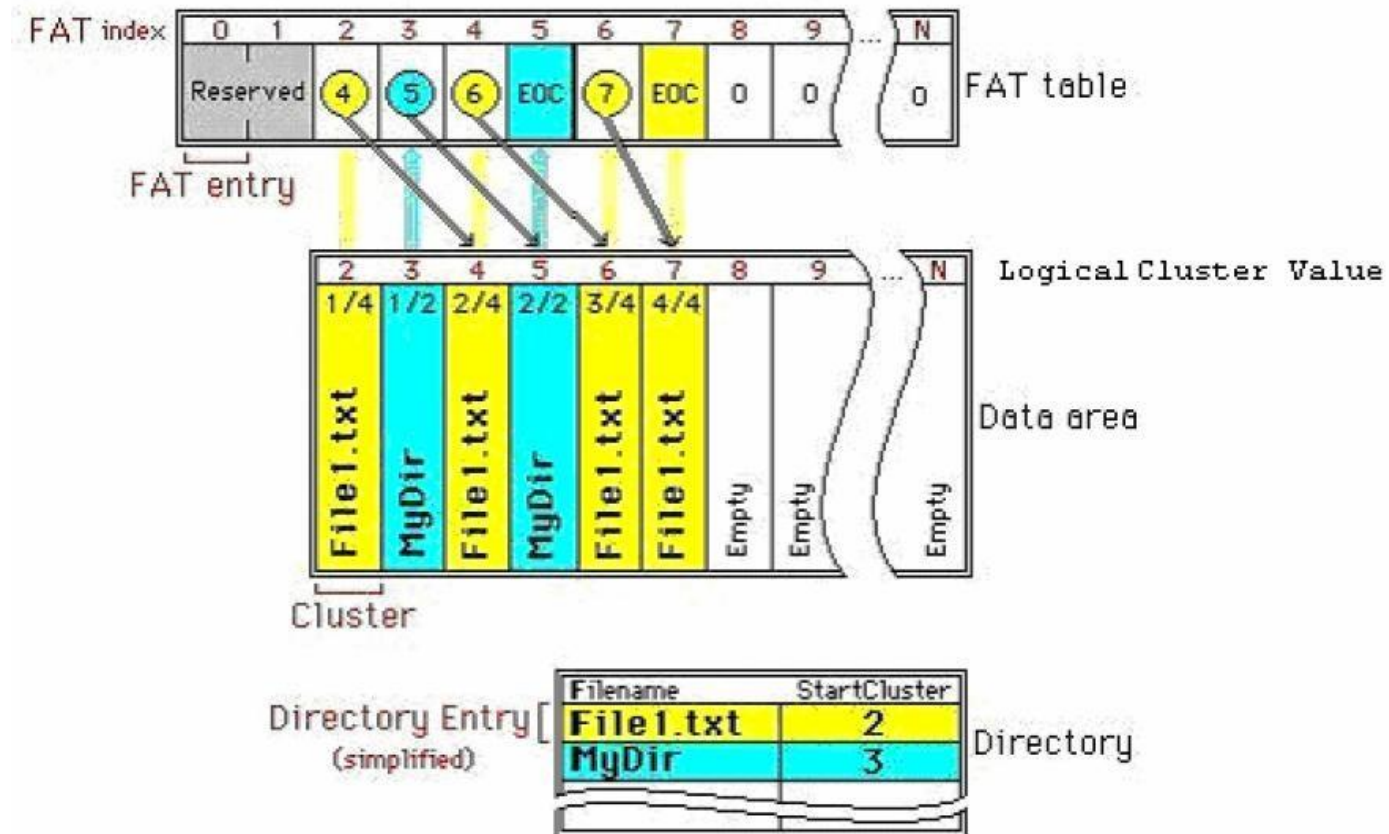 FAT index 0 1 2 3 4 5 6 7 8 9 ... N
Reserved 4 5 6 EOC 7 EOC 0 0 0 FAT table
FAT entry
2 3 4 5 6 7 8 9 ... N Logical Cluster Value
1/4 1/2 2/4 2/2 3/4 4/4
File1.txt MyDir File1.txt MyDir File1.txt File1.txt Empty Empty Empty Data area
Cluster
Filename StartCluster
Directory Entry File1.txt 2
(simplified) MyDir 3 Directory